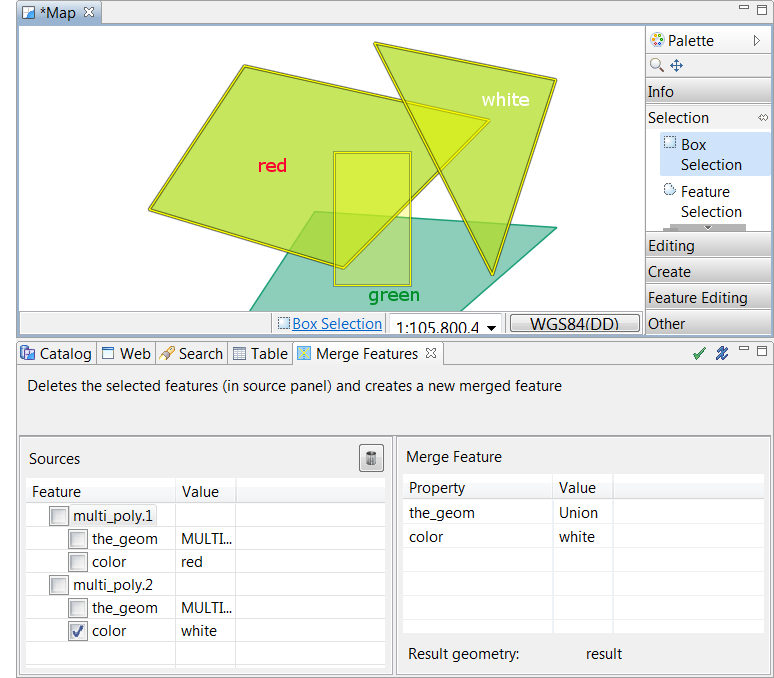 *Map
white
red
green
Box Selection
1:105.800.4
WGS84(DD)
Palette
Info
Selection
Box
Selection
Feature
Selection
Editing
Create
Feature Editing
Other
Catalog Web Search Table Merge Features
Deletes the selected features (in source panel) and creates a new merged feature
Sources
Feature Value
multi_poly.1
the_geom MULTI...
color red
multi_poly.2
the_geom MULTI...
color white
Merge Feature
Property Value
the_geom Union
color white
Result geometry: result